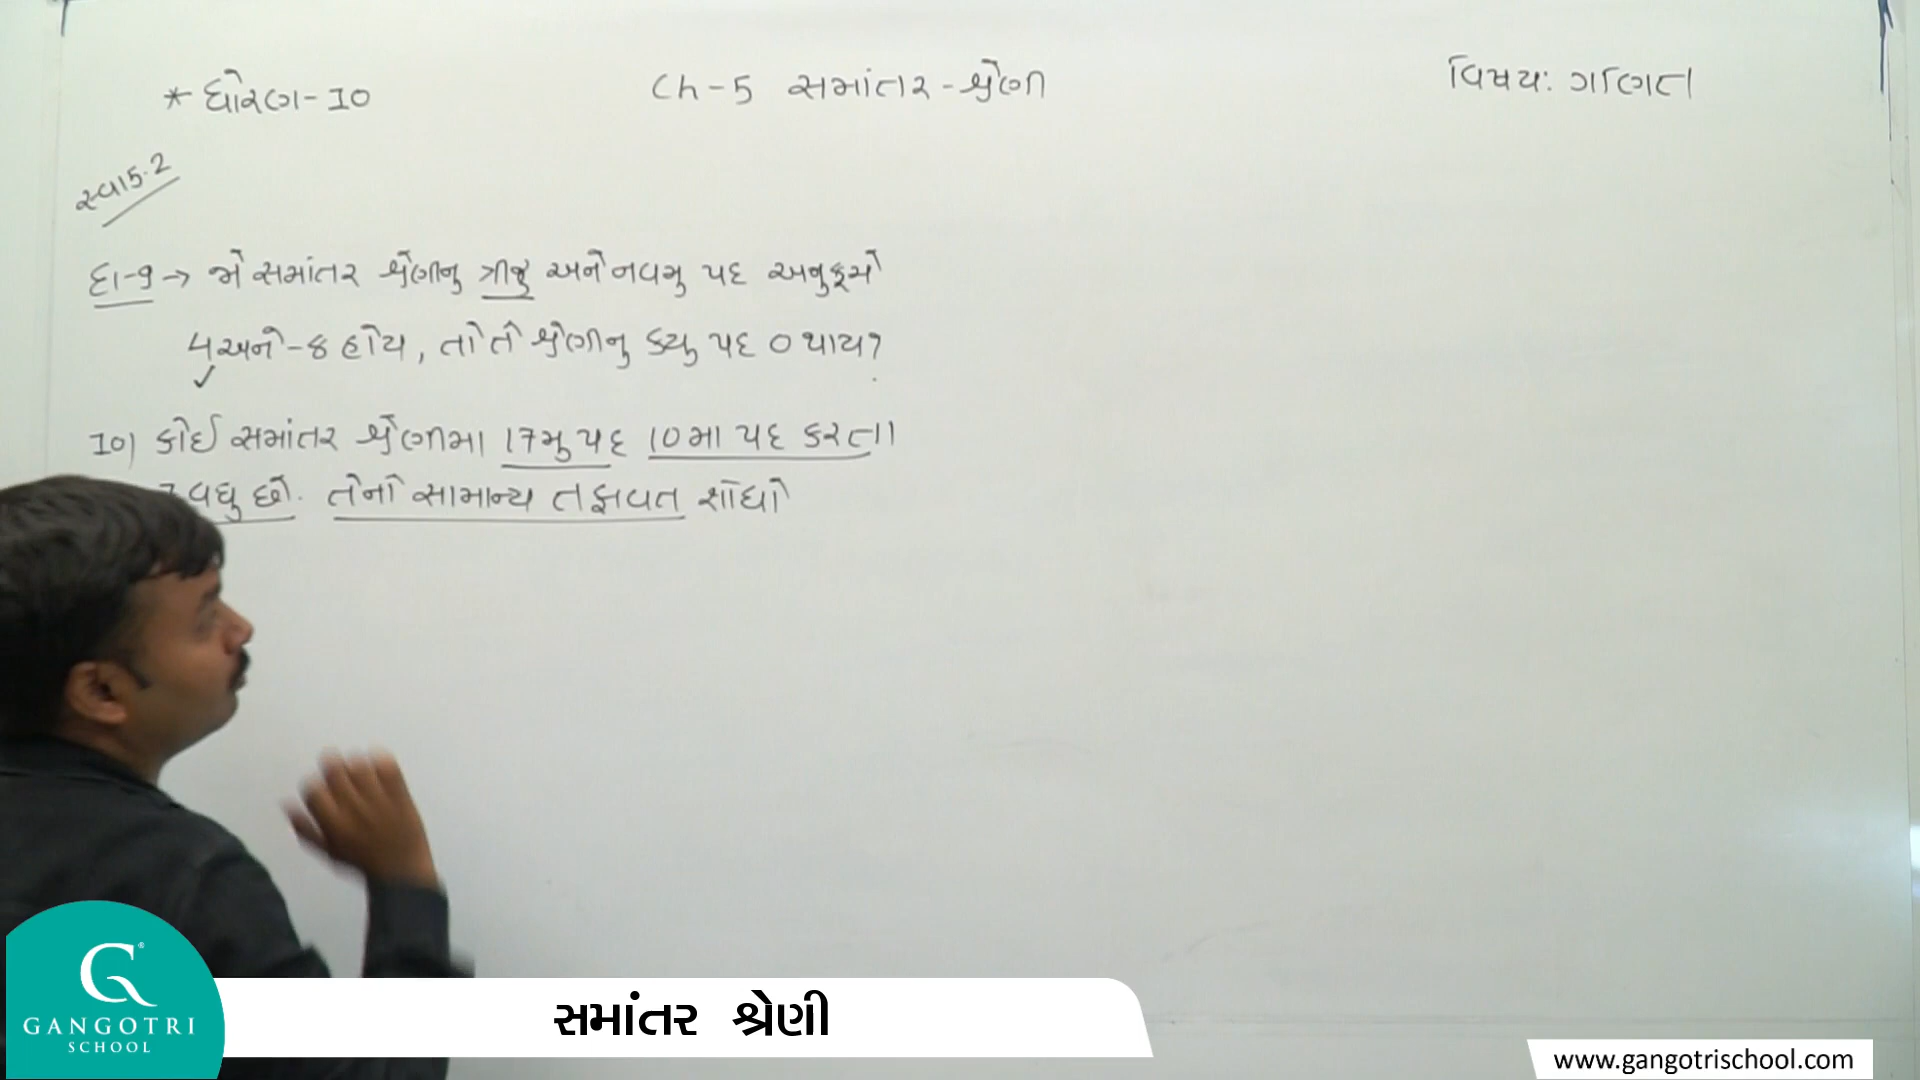 * ધોરણ-10
Ch-5 સમાંતર-શ્રેણી
વિષય: ગણિત
સ્વા5.2
દા-9→ જો સમાંતર શ્રેણીનુ ત્રીજુ અને નવમુ પદ અનુક્રમે
4 અને -8 હોય, તો તે શ્રેણીનુ કયુ પદ 0 થાય?
10) કોઈ સમાંતર શ્રેણીમા 17મુ પદ 10મા પદ કરતા
7 વધુ છે. તેનો સામાન્ય તફાવત શોધો
G®
GANGOTRI
SCHOOL
સમાંતર શ્રેણી
www.gangotrischool.com